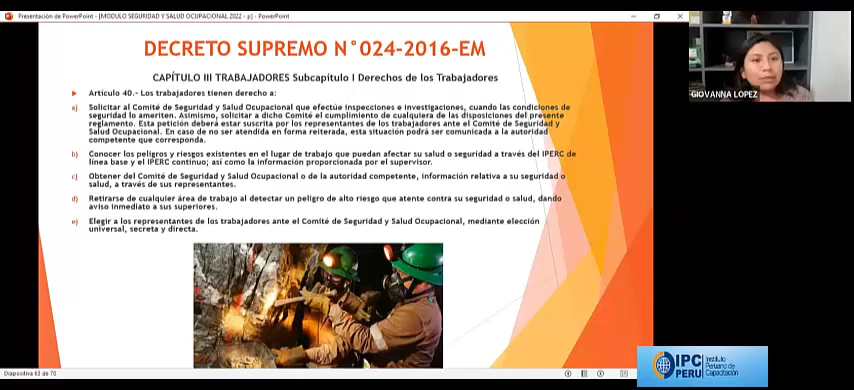 Presentación de PowerPoint - [MODULO SEGURIDAD Y SALUD OCUPACIONAL 2022 - p] - PowerPoint
DECRETO SUPREMO N°024-2016-EM
CAPÍTULO III TRABAJADORES Subcapítulo I Derechos de los Trabajadores
Artículo 40.- Los trabajadores tienen derecho a:
a) Solicitar al Comité de Seguridad y Salud Ocupacional que efectúe inspecciones e investigaciones, cuando las condiciones de
seguridad lo ameriten. Asimismo, solicitar a dicho Comité el cumplimiento de cualquiera de las disposiciones del presente
reglamento. Esta petición deberá estar suscrita por los representantes de los trabajadores ante el Comité de Seguridad y
Salud Ocupacional. En caso de no ser atendida en forma reiterada, esta situación podrá ser comunicada a la autoridad
competente que corresponda.
b) Conocer los peligros y riesgos existentes en el lugar de trabajo que puedan afectar su salud o seguridad a través del IPERC de
línea base y el IPERC continuo; así como la información proporcionada por el supervisor.
c) Obtener del Comité de Seguridad y Salud Ocupacional o de la autoridad competente, información relativa a su seguridad o
salud, a través de sus representantes.
d) Retirarse de cualquier área de trabajo al detectar un peligro de alto riesgo que atente contra su seguridad o salud, dando
aviso inmediato a sus superiores.
e) Elegir a los representantes de los trabajadores ante el Comité de Seguridad y Salud Ocupacional, mediante elección
universal, secreta y directa.
Diapositiva 63 de 70
GIOVANNA LOPEZ
IPC
PERU
Instituto
Peruano de
Capacitación